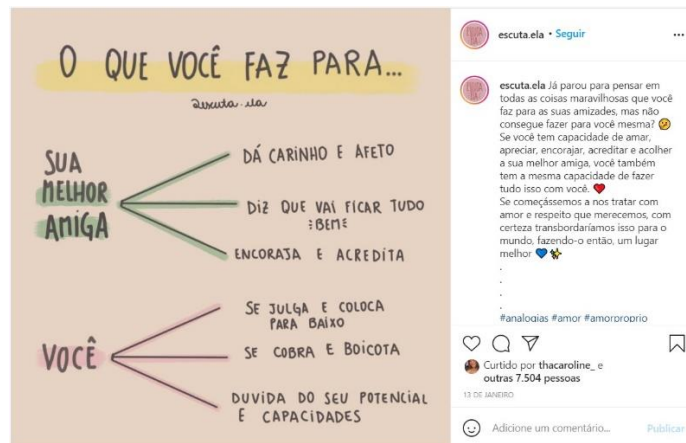 O QUE VOCÊ FAZ PARA...
@escuta.ela
SUA
MELHOR
AMIGA
DÁ CARINHO E AFETO
DIZ QUE VAI FICAR TUDO
BEM
ENCORAJA E ACREDITA
VOCÊ
SE JULGA E COLOCA
PARA BAIXO
SE COBRA E BOICOTA
DUVIDA DO SEU POTENCIAL
E CAPACIDADES
escuta.ela • Seguir
escuta.ela Já parou para pensar em
todas as coisas maravilhosas que você
faz para as suas amizades, mas não
consegue fazer para você mesma? 🤔
Se você tem capacidade de amar,
apreciar, encorajar, acreditar e acolher
a sua melhor amiga, você também
tem a mesma capacidade de fazer
tudo isso com você. ❤️
Se começássemos a nos tratar com
amor e respeito que merecemos, com
certeza transbordaríamos isso para o
mundo, fazendo-o então, um lugar
melhor 💙✨
.
.
.
.
#analogias #amor #amorproprio
Curtido por thacaroline_ e
outras 7.504 pessoas
13 DE JANEIRO
Adicione um comentário... Publicar